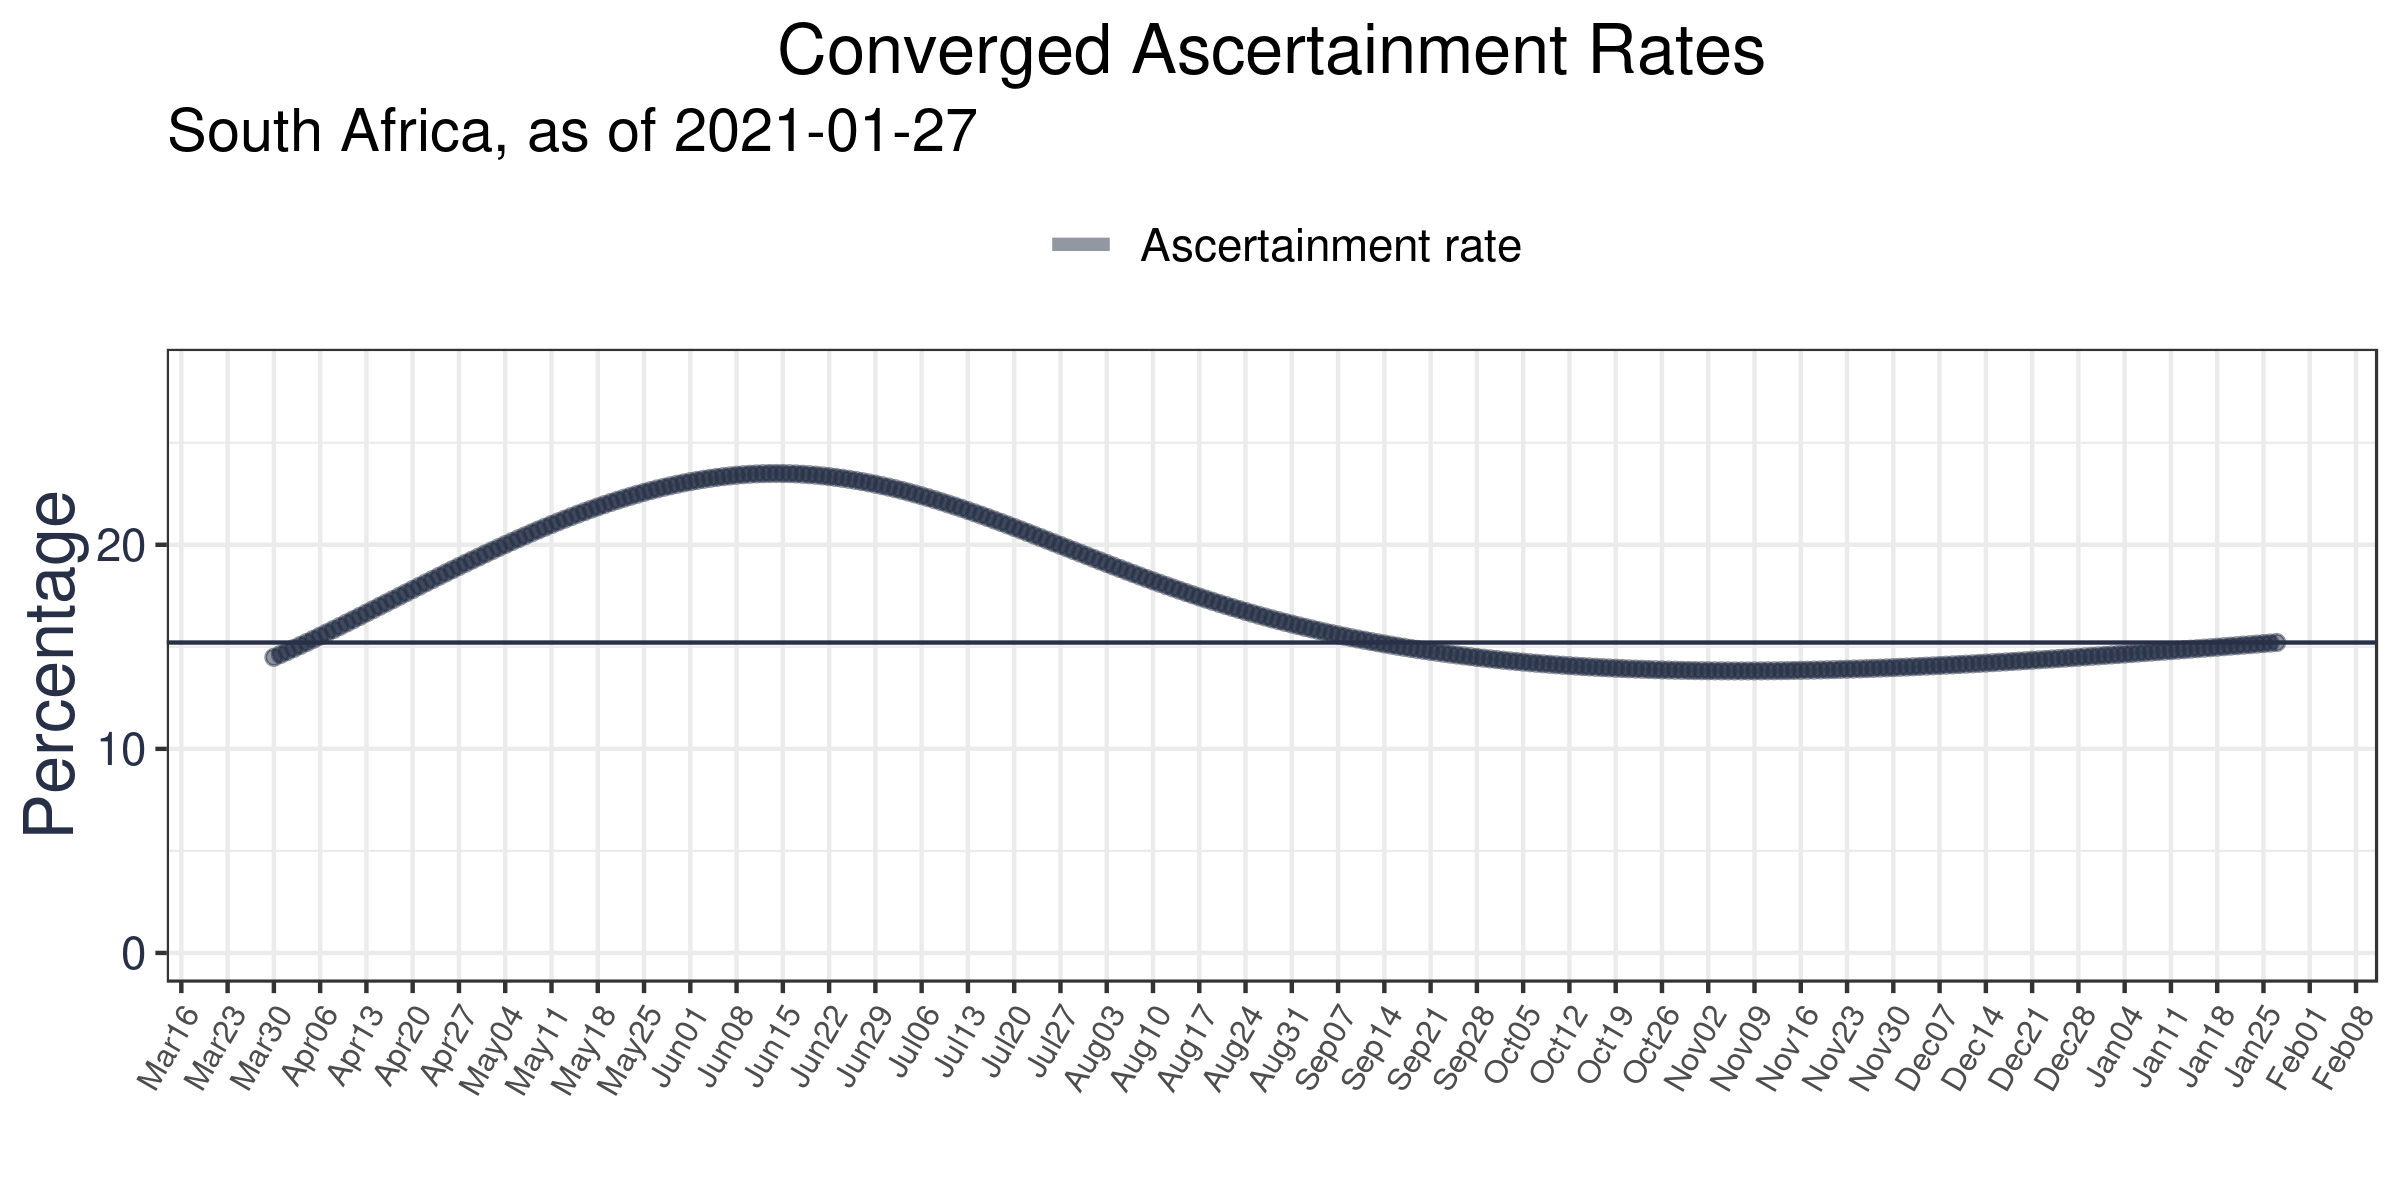 Converged Ascertainment Rates
South Africa, as of 2021-01-27
Ascertainment rate
Percentage
20
10
0
Mar16 Mar23 Mar30 Apr06 Apr13 Apr20 Apr27 May04 May11 May18 May25 Jun01 Jun08 Jun15 Jun22 Jun29 Jul06 Jul13 Jul20 Jul27 Aug03 Aug10 Aug17 Aug24 Aug31 Sep07 Sep14 Sep21 Sep28 Oct05 Oct12 Oct19 Oct26 Nov02 Nov09 Nov16 Nov23 Nov30 Dec07 Dec14 Dec21 Dec28 Jan04 Jan11 Jan18 Jan25 Feb01 Feb08